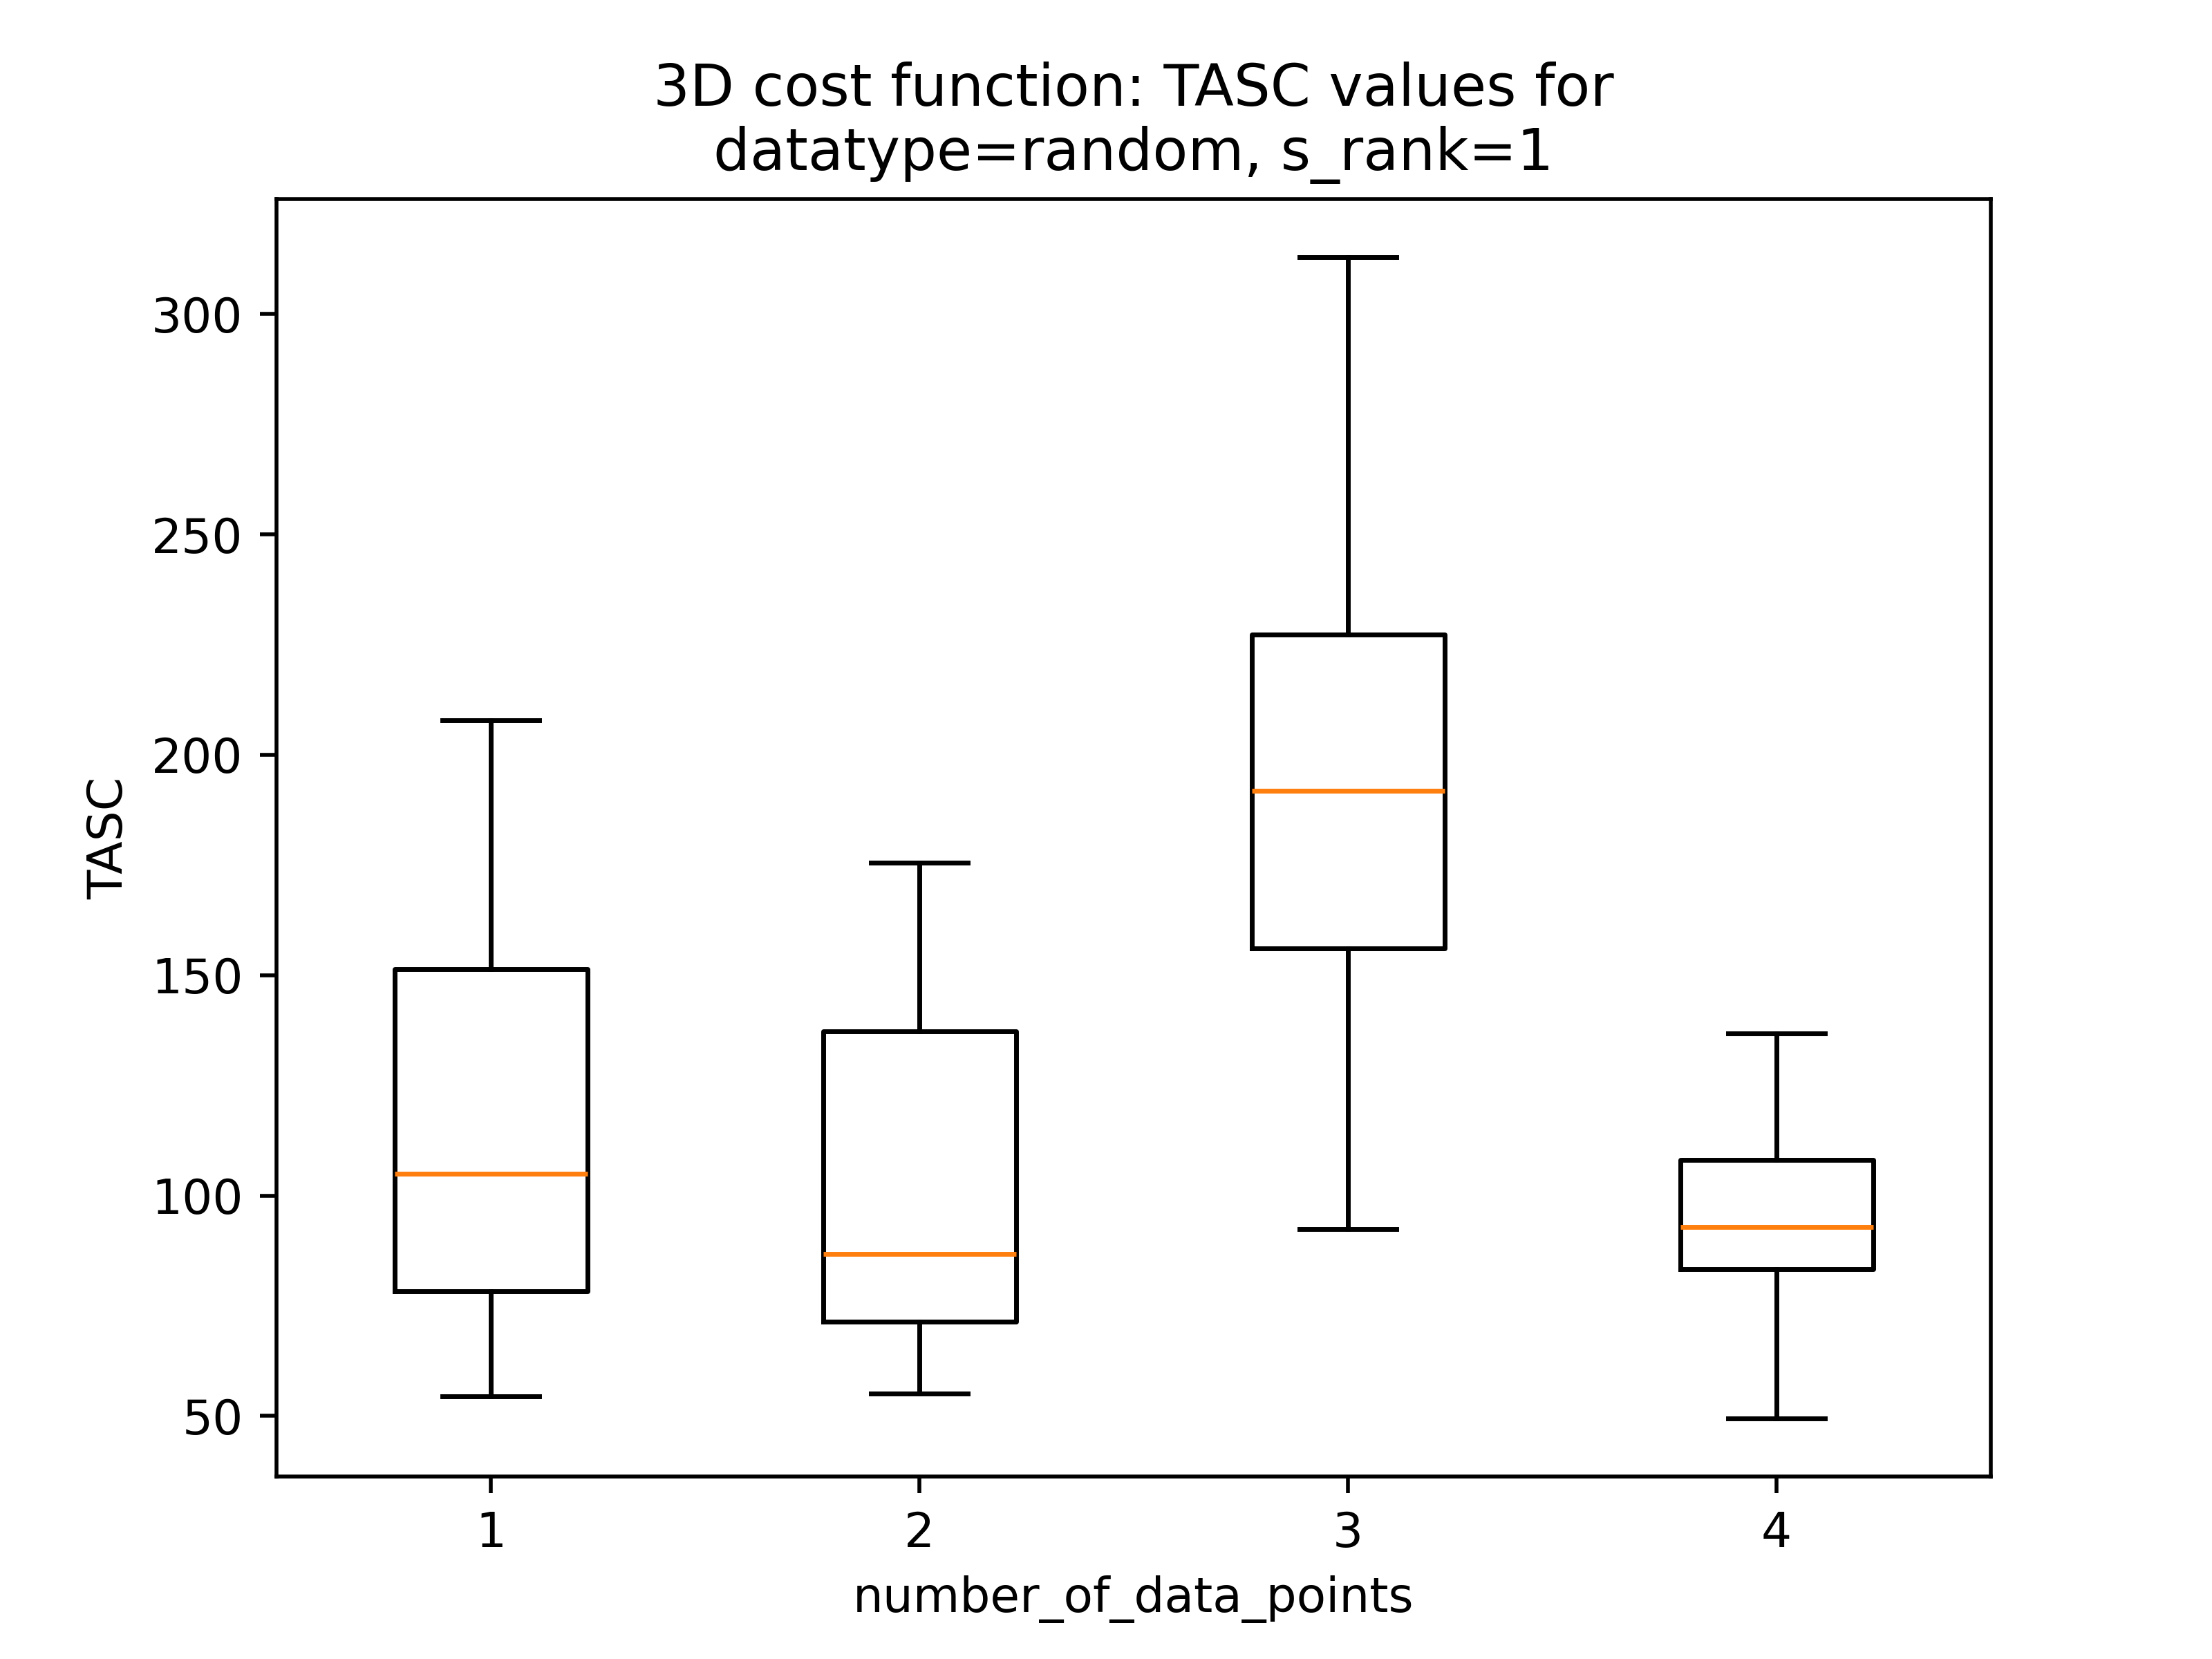 3D cost function: TASC values for
datatype=random, s_rank=1
300
250
200
150
100
50
TASC
1 2 3 4
number_of_data_points